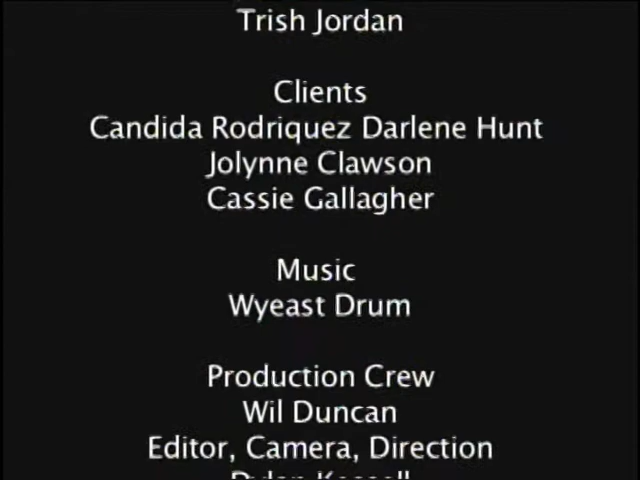 Trish Jordan
Clients
Candida Rodriquez Darlene Hunt
Jolynne Clawson
Cassie Gallagher
Music
Wyeast Drum
Production Crew
Wil Duncan
Editor, Camera, Direction